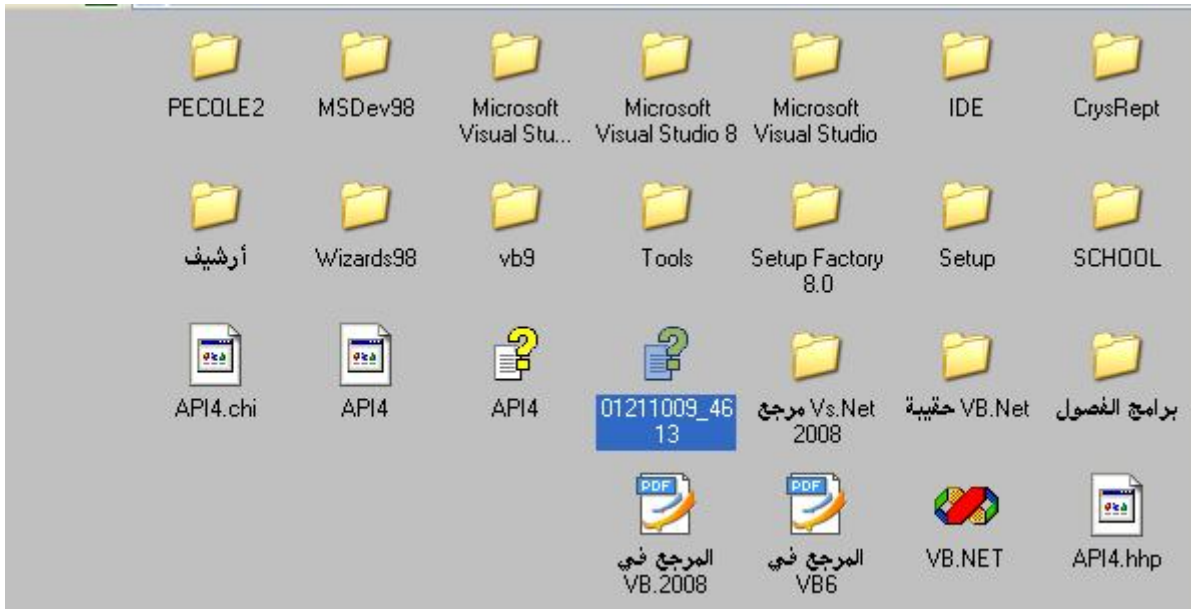 CrysRept
IDE
Microsoft
Visual Studio
Microsoft
Visual Studio 8
Microsoft
Visual Stu...
MSDev98
PECOLE2
SCHOOL
Setup
Setup Factory
8.0
Tools
vb9
Wizards98
أرشيف
برامج الفصول
حقيبة VB.Net
مرجع Vs.Net
2008
01211009_46
13
API4
API4
API4.chi
API4.hhp
VB.NET
المرجع في
VB6
المرجع في
VB.2008